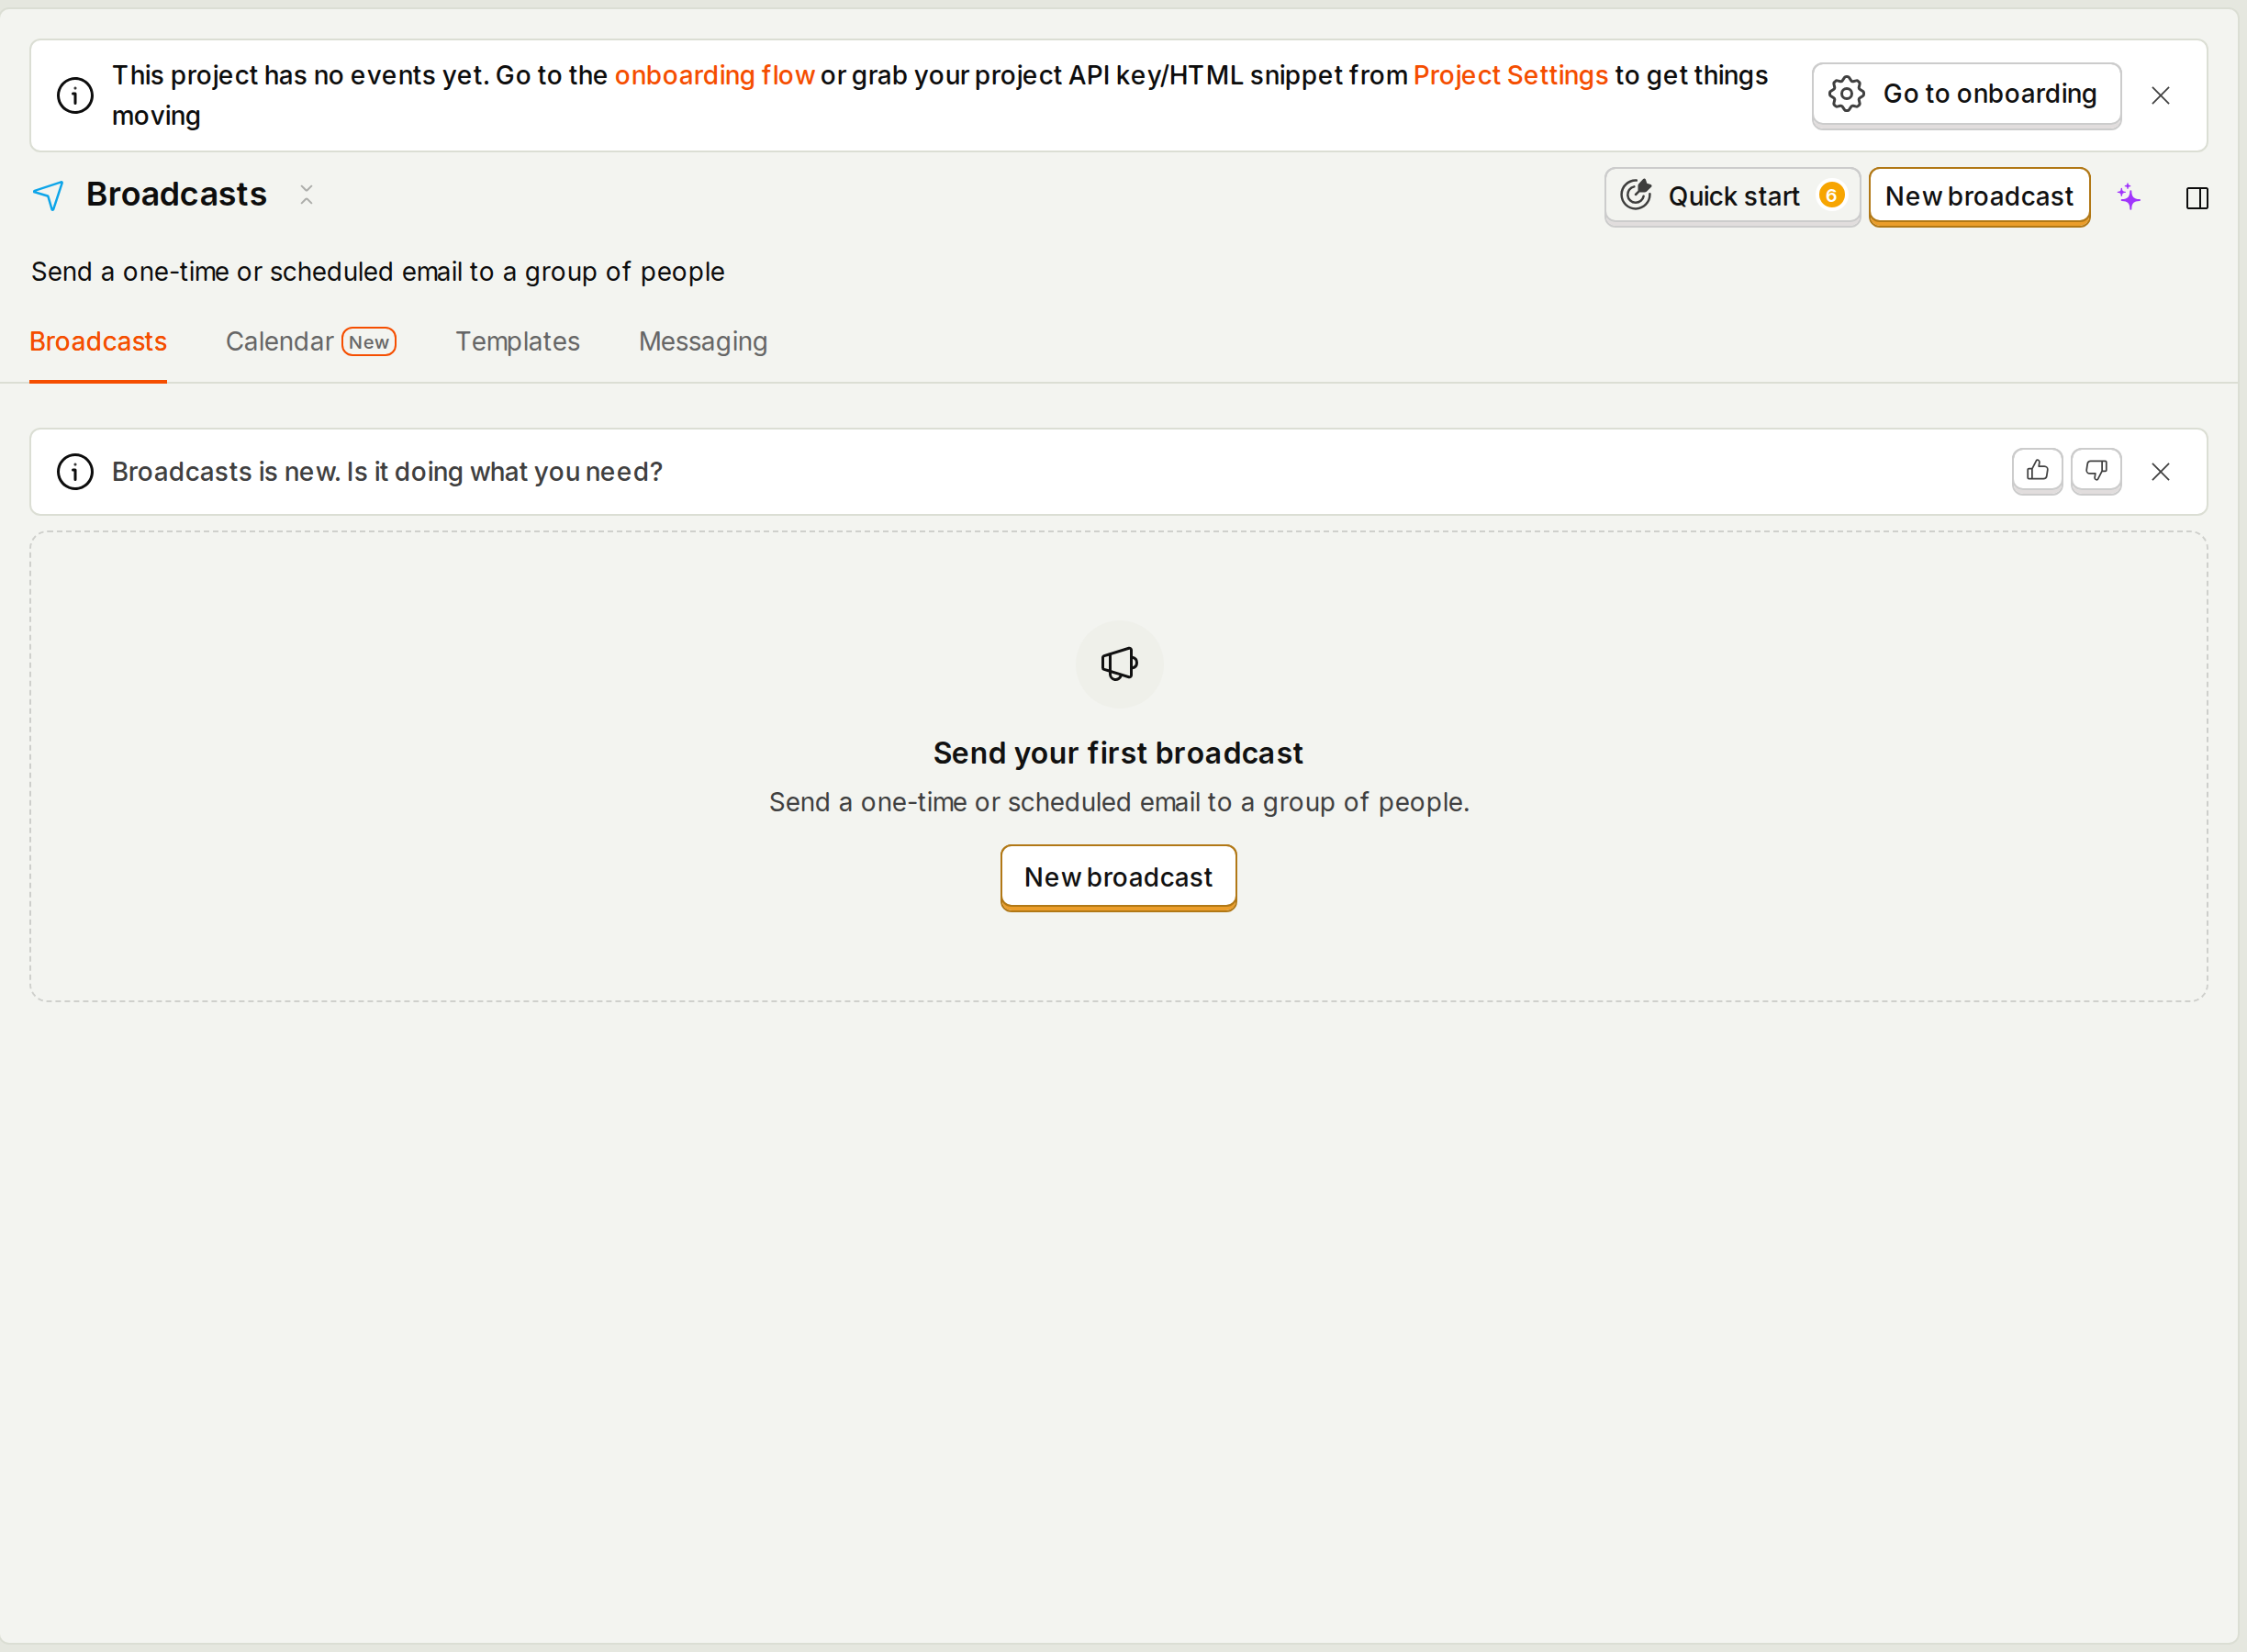 This project has no events yet. Go to the onboarding flow or grab your project API key/HTML snippet from Project Settings to get things
moving
Go to onboarding
Broadcasts
Quick start 6
New broadcast
Send a one-time or scheduled email to a group of people
Broadcasts
Calendar New
Templates
Messaging
Broadcasts is new. Is it doing what you need?
Send your first broadcast
Send a one-time or scheduled email to a group of people.
New broadcast